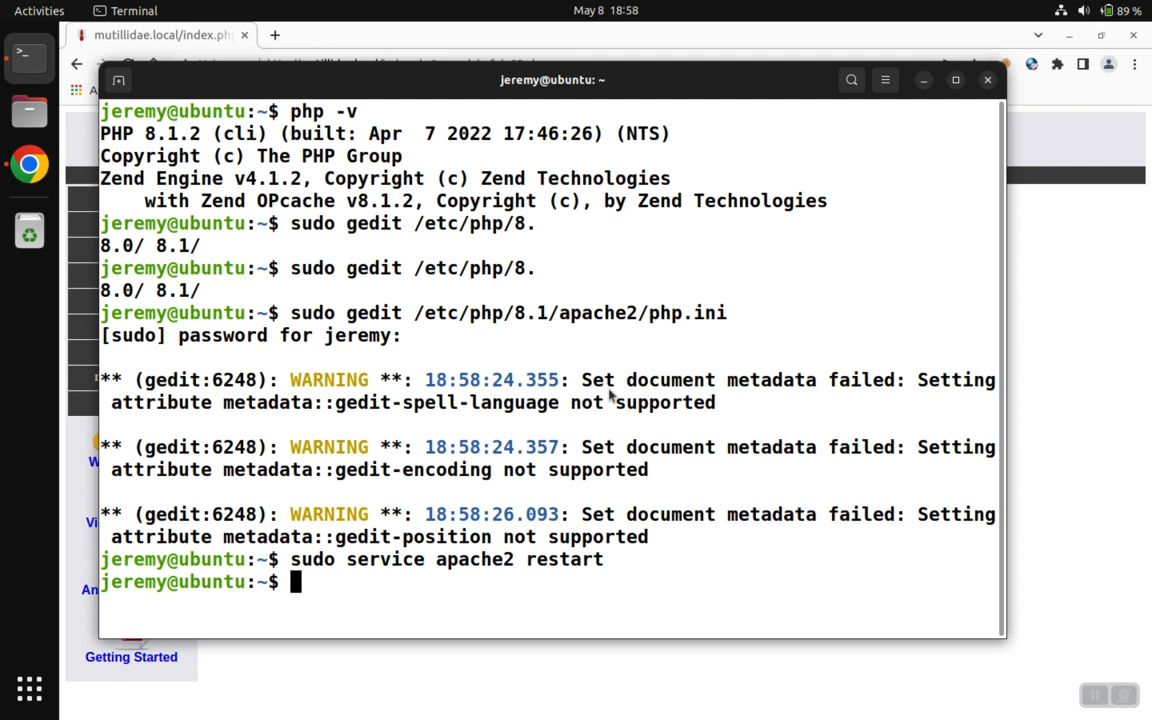 Activities
Terminal
May 8 18:58
89 %
mutillidae.local/index.ph
jeremy@ubuntu: ~
jeremy@ubuntu:~$ php -v
PHP 8.1.2 (cli) (built: Apr  7 2022 17:46:26) (NTS)
Copyright (c) The PHP Group
Zend Engine v4.1.2, Copyright (c) Zend Technologies
    with Zend OPcache v8.1.2, Copyright (c), by Zend Technologies
jeremy@ubuntu:~$ sudo gedit /etc/php/8.
8.0/ 8.1/
jeremy@ubuntu:~$ sudo gedit /etc/php/8.
8.0/ 8.1/
jeremy@ubuntu:~$ sudo gedit /etc/php/8.1/apache2/php.ini
[sudo] password for jeremy:
** (gedit:6248): WARNING **: 18:58:24.355: Set document metadata failed: Setting
 attribute metadata::gedit-spell-language not supported
** (gedit:6248): WARNING **: 18:58:24.357: Set document metadata failed: Setting
 attribute metadata::gedit-encoding not supported
** (gedit:6248): WARNING **: 18:58:26.093: Set document metadata failed: Setting
 attribute metadata::gedit-position not supported
jeremy@ubuntu:~$ sudo service apache2 restart
jeremy@ubuntu:~$
Getting Started